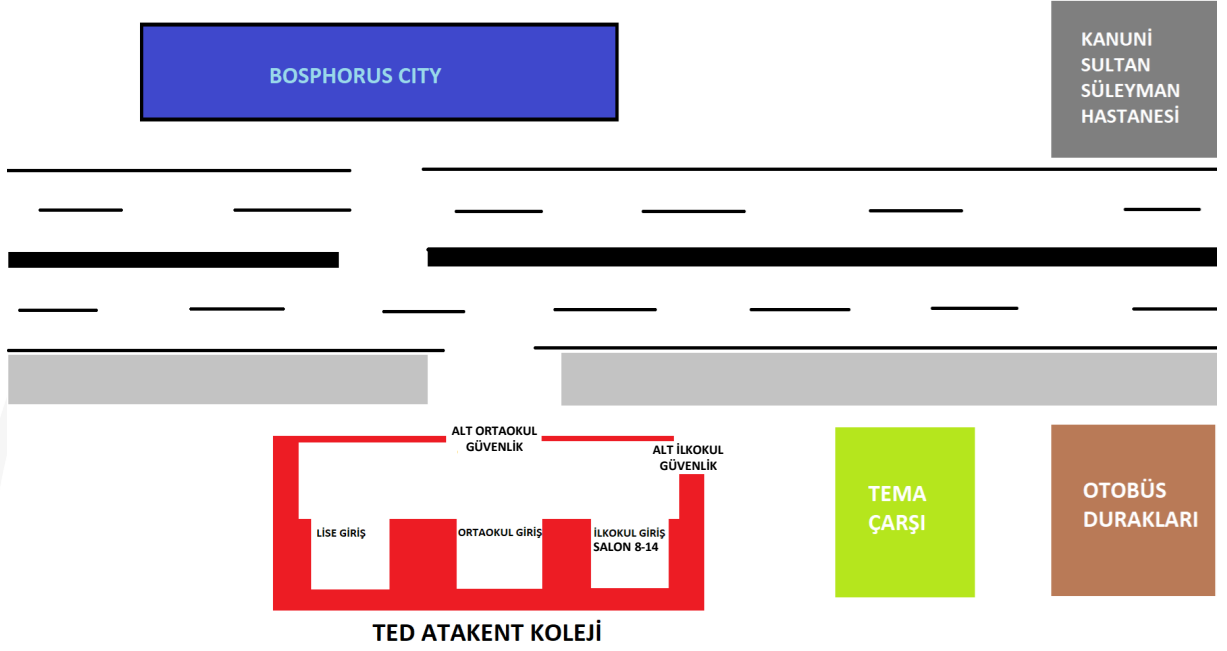 BOSPHORUS CITY
KANUNİ
SULTAN
SÜLEYMAN
HASTANESİ
ALT ORTAOKUL
GÜVENLİK
ALT İLKOKUL
GÜVENLİK
LİSE GİRİŞ
ORTAOKUL GİRİŞ
İLKOKUL GİRİŞ
SALON 8-14
TEMA
ÇARŞI
OTOBÜS
DURAKLARI
TED ATAKENT KOLEJİ